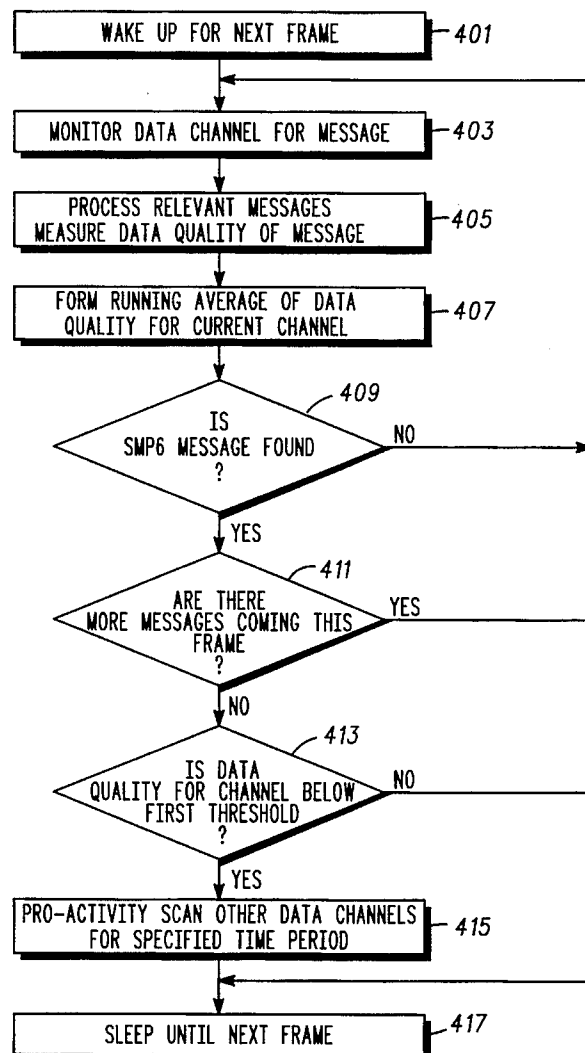 WAKE UP FOR NEXT FRAME
401
MONITOR DATA CHANNEL FOR MESSAGE
403
PROCESS RELEVANT MESSAGES
MEASURE DATA QUALITY OF MESSAGE
405
FORM RUNNING AVERAGE OF DATA
QUALITY FOR CURRENT CHANNEL
407
409
IS
SMP6 MESSAGE FOUND
?
NO
YES
411
ARE THERE
MORE MESSAGES COMING THIS
FRAME
?
YES
NO
413
IS DATA
QUALITY FOR CHANNEL BELOW
FIRST THRESHOLD
?
NO
YES
PRO-ACTIVITY SCAN OTHER DATA CHANNELS
FOR SPECIFIED TIME PERIOD
415
SLEEP UNTIL NEXT FRAME
417